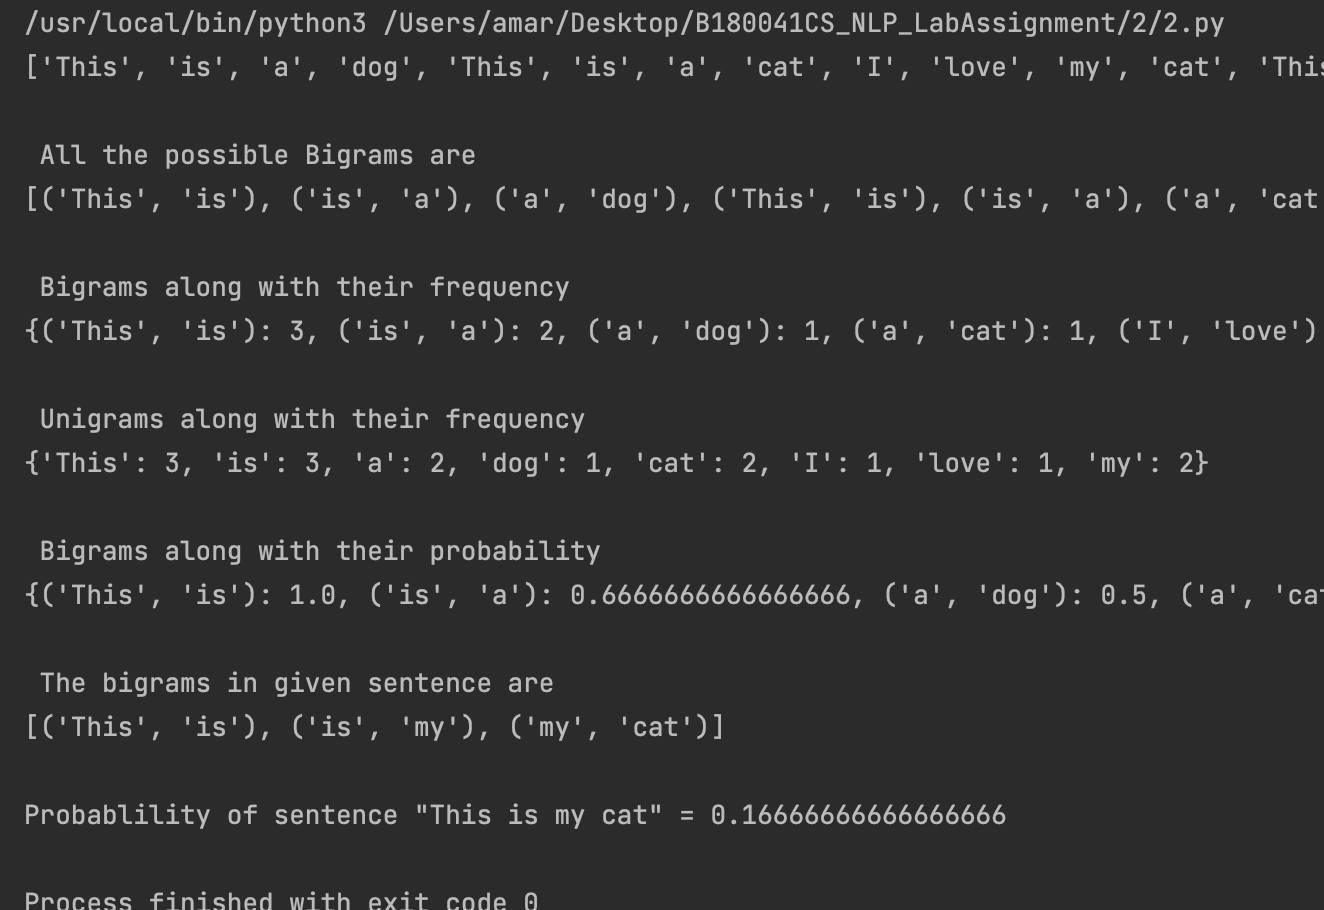 /usr/local/bin/python3 /Users/amar/Desktop/B180041CS_NLP_LabAssignment/2/2.py
['This', 'is', 'a', 'dog', 'This', 'is', 'a', 'cat', 'I', 'love', 'my', 'cat', 'This
All the possible Bigrams are
[('This', 'is'), ('is', 'a'), ('a', 'dog'), ('This', 'is'), ('is', 'a'), ('a', 'cat
Bigrams along with their frequency
{('This', 'is'): 3, ('is', 'a'): 2, ('a', 'dog'): 1, ('a', 'cat'): 1, ('I', 'love')
Unigrams along with their frequency
{'This': 3, 'is': 3, 'a': 2, 'dog': 1, 'cat': 2, 'I': 1, 'love': 1, 'my': 2}
Bigrams along with their probability
{('This', 'is'): 1.0, ('is', 'a'): 0.6666666666666666, ('a', 'dog'): 0.5, ('a', 'cat
The bigrams in given sentence are
[('This', 'is'), ('is', 'my'), ('my', 'cat')]
Probablility of sentence "This is my cat" = 0.16666666666666666
Process finished with exit code 0